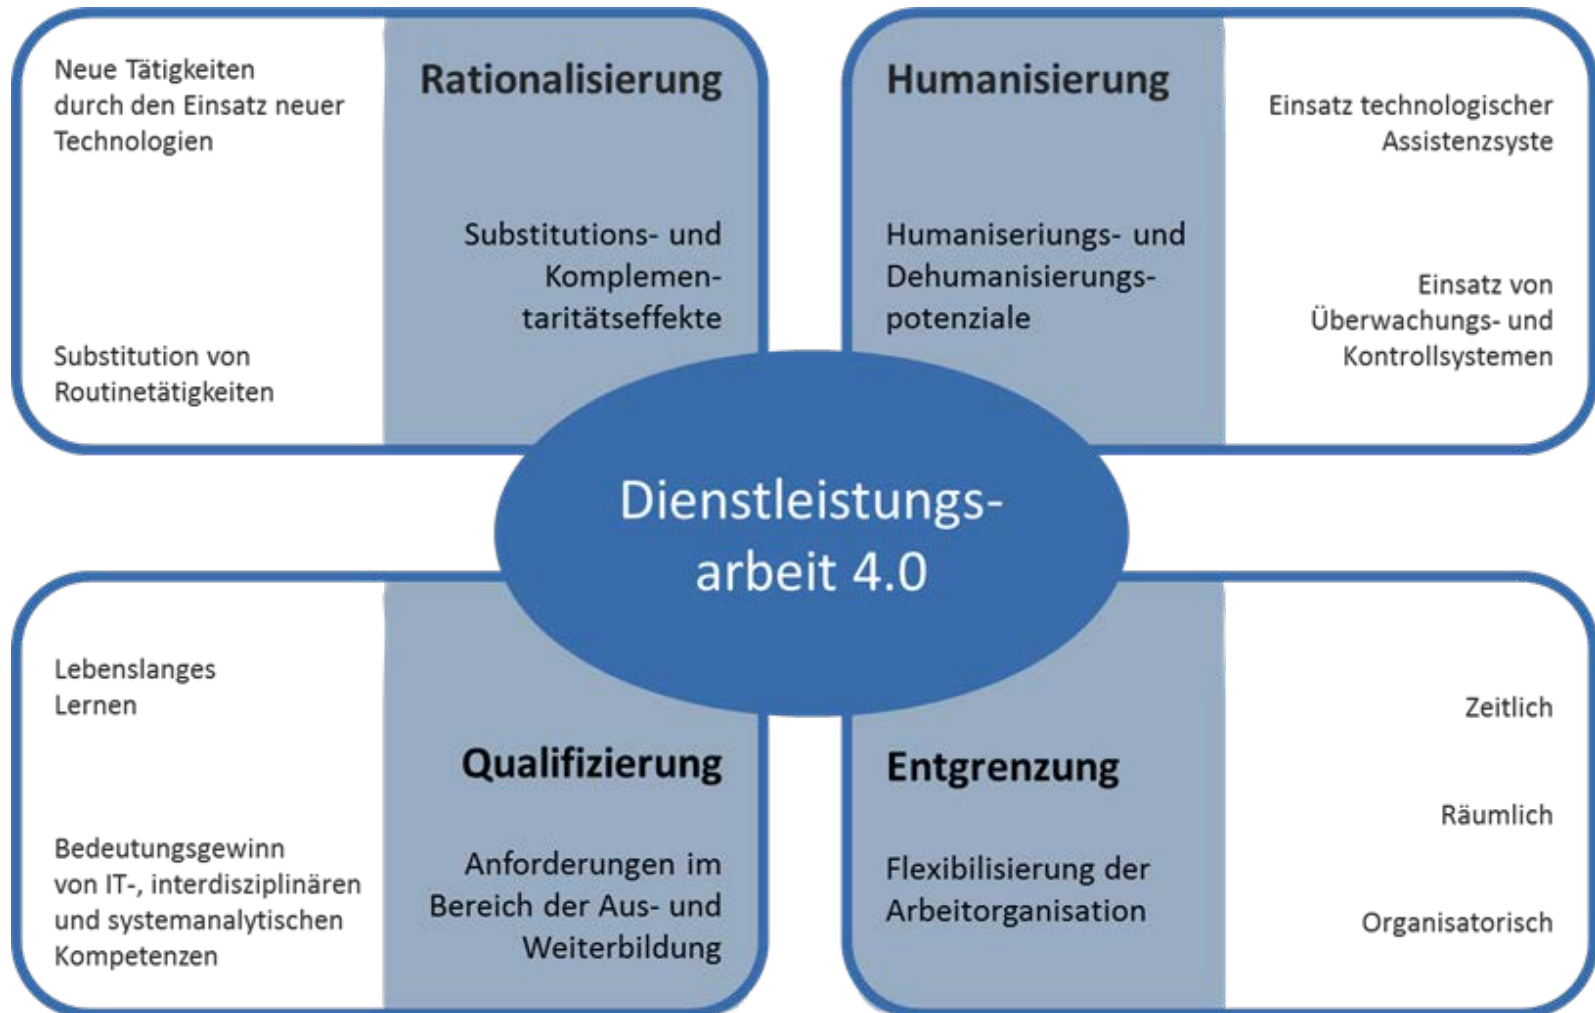 Neue Tätigkeiten
durch den Einsatz neuer
Technologien
Substitution von
Routinetätigkeiten
Rationalisierung
Substitutions- und
Komplemen-
taritätseffekte
Humanisierung
Humaniseriungs- und
Dehumanisierungs-
potenziale
Einsatz technologischer
Assistenzsyste
Einsatz von
Überwachungs- und
Kontrollsystemen
Dienstleistungs-
arbeit 4.0
Lebenslanges
Lernen
Bedeutungsgewinn
von IT-, interdisziplinären
und systemanalytischen
Kompetenzen
Qualifizierung
Anforderungen im
Bereich der Aus- und
Weiterbildung
Entgrenzung
Flexibilisierung der
Arbeitorganisation
Zeitlich
Räumlich
Organisatorisch